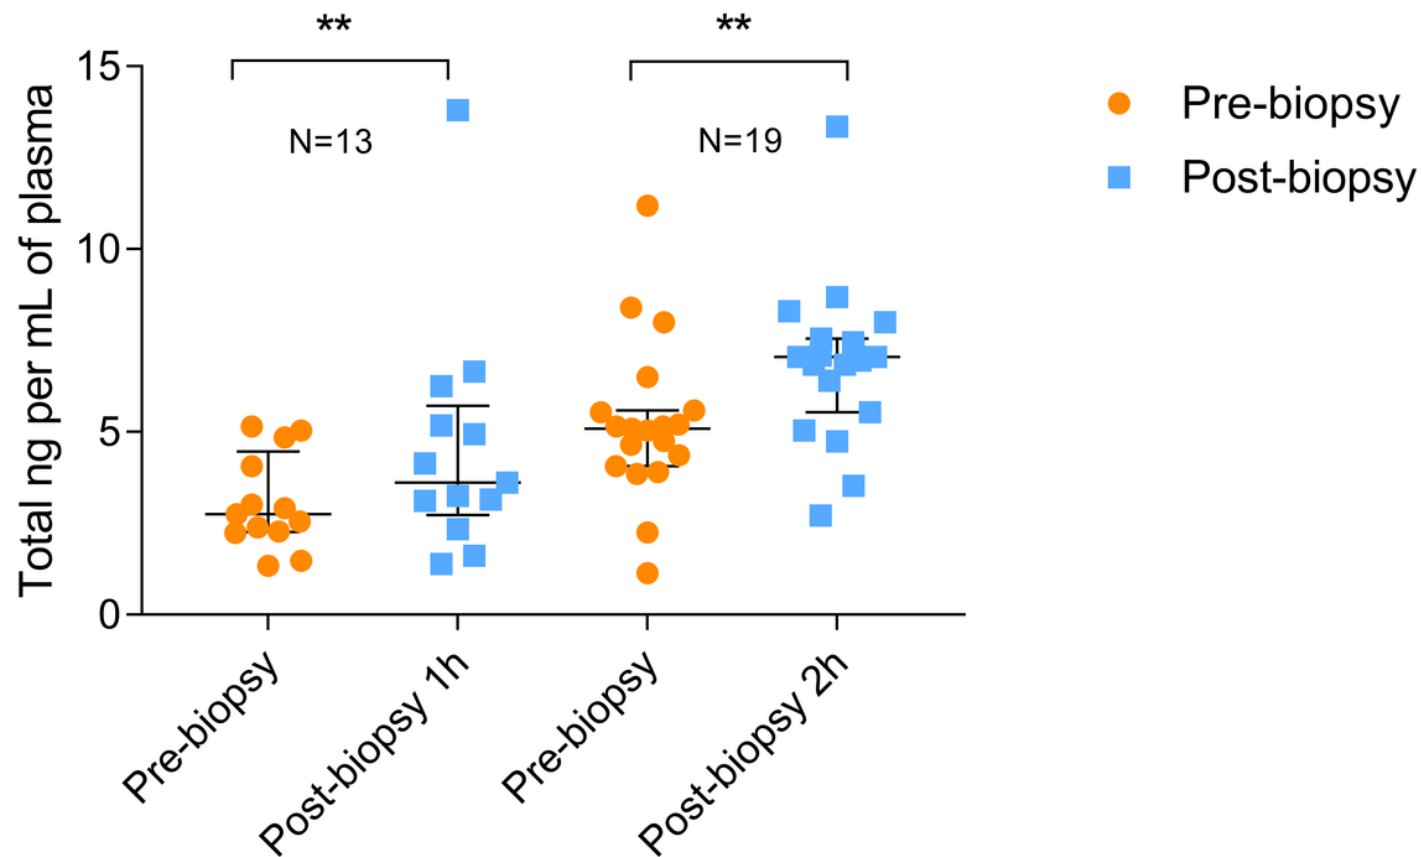 ** **
15
N=13 N=19
10
5
0
Total ng per mL of plasma
Pre-biopsy
Post-biopsy 1h
Pre-biopsy
Post-biopsy 2h
Pre-biopsy
Post-biopsy